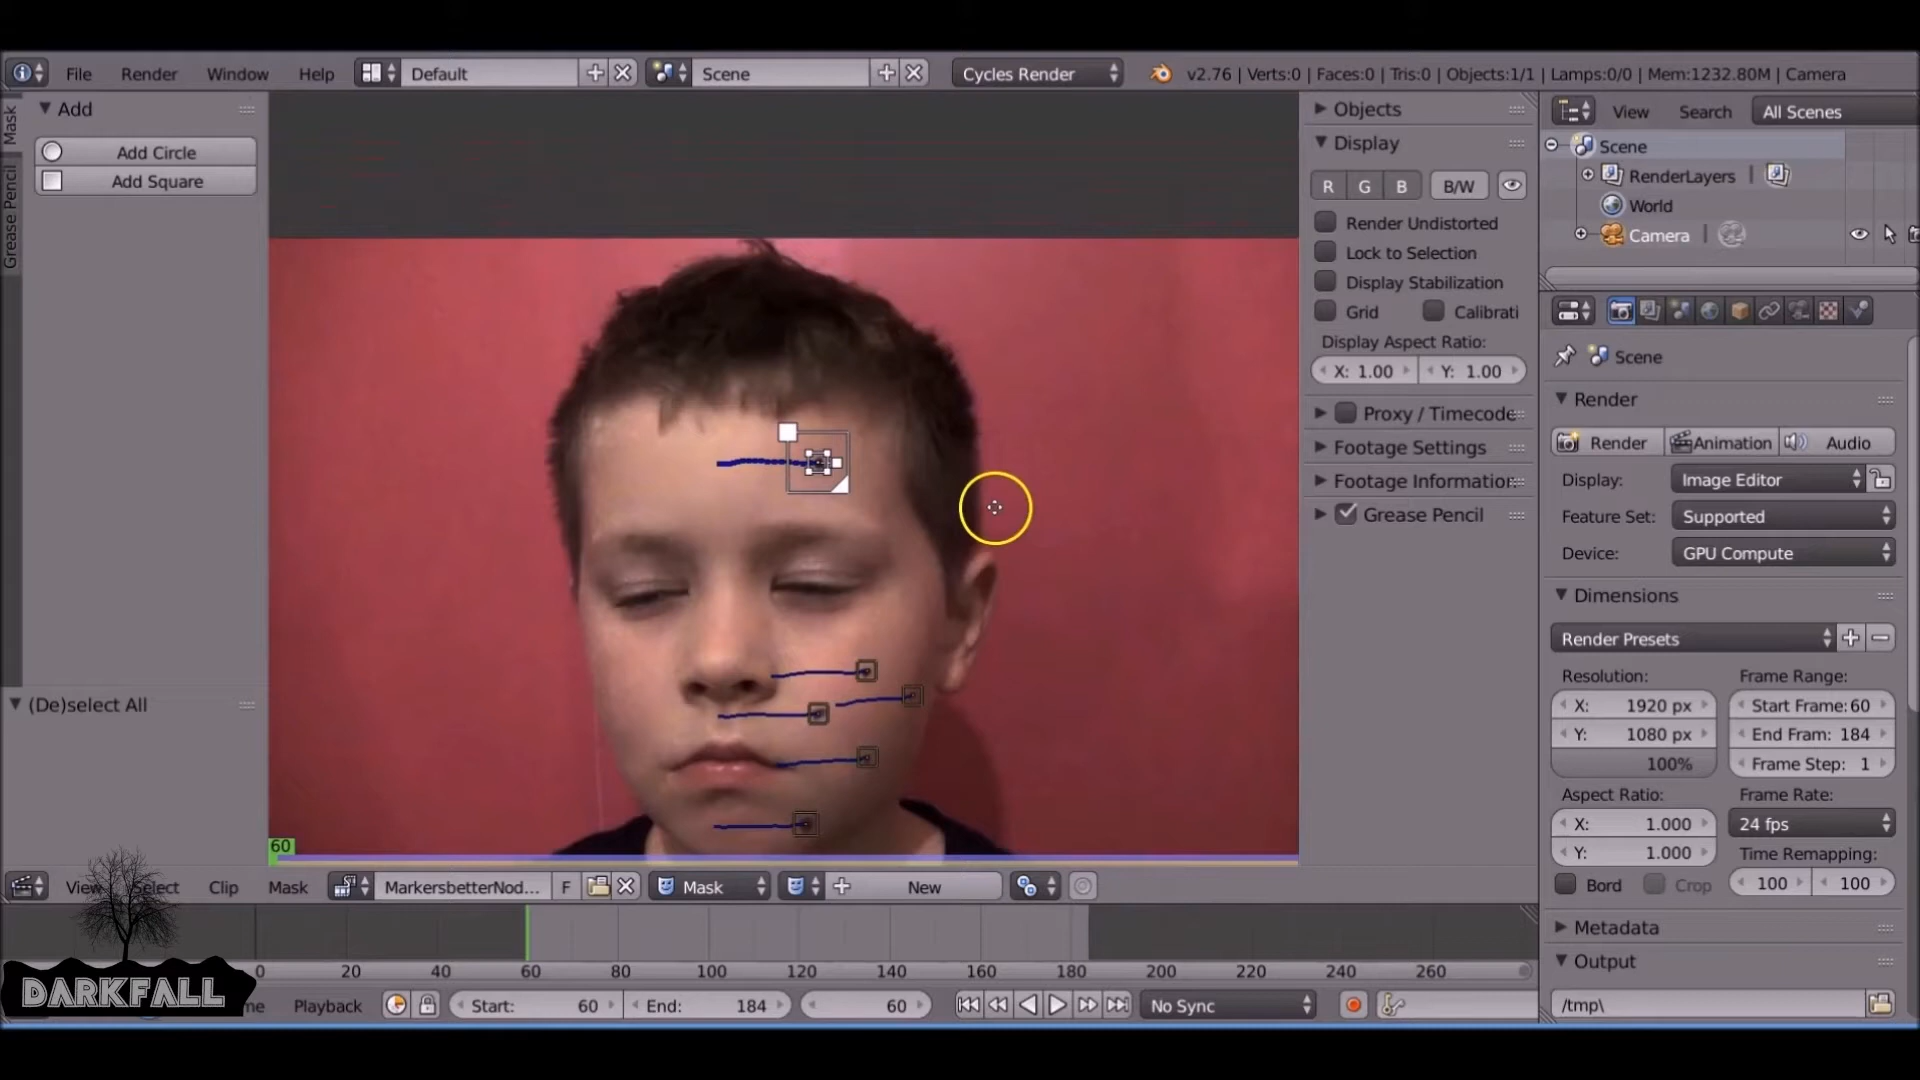 File Render Window Help Default Scene Cycles Render v2.76 | Verts:0 | Faces:0 | Tris:0 | Objects:1/1 | Lamps:0/0 | Mem:1232.80M | Camera
Mask
Grease Pencil
Add
Add Circle
Add Square
(De)select All
Objects
Display
R G B B/W
Render Undistorted
Lock to Selection
Display Stabilization
Grid Calibrati
Display Aspect Ratio:
X: 1.00 Y: 1.00
Proxy / Timecode
Footage Settings
Footage Information
Grease Pencil
View Search All Scenes
Scene
RenderLayers |
World
Camera |
Scene
Render
Render Animation Audio
Display: Image Editor
Feature Set: Supported
Device: GPU Compute
Dimensions
Render Presets
Resolution: Frame Range:
X: 1920 px Start Frame: 60
Y: 1080 px End Fram: 184
100% Frame Step: 1
Aspect Ratio: Frame Rate:
X: 1.000 24 fps
Y: 1.000 Time Remapping:
Bord Crop 100 100
Metadata
Output
/tmp\
60
View Select Clip Mask MarkersbetterNod... F Mask New
0 20 40 60 80 100 120 140 160 180 200 220 240 260
DARKFALL
me Playback Start: 60 End: 184 60 No Sync